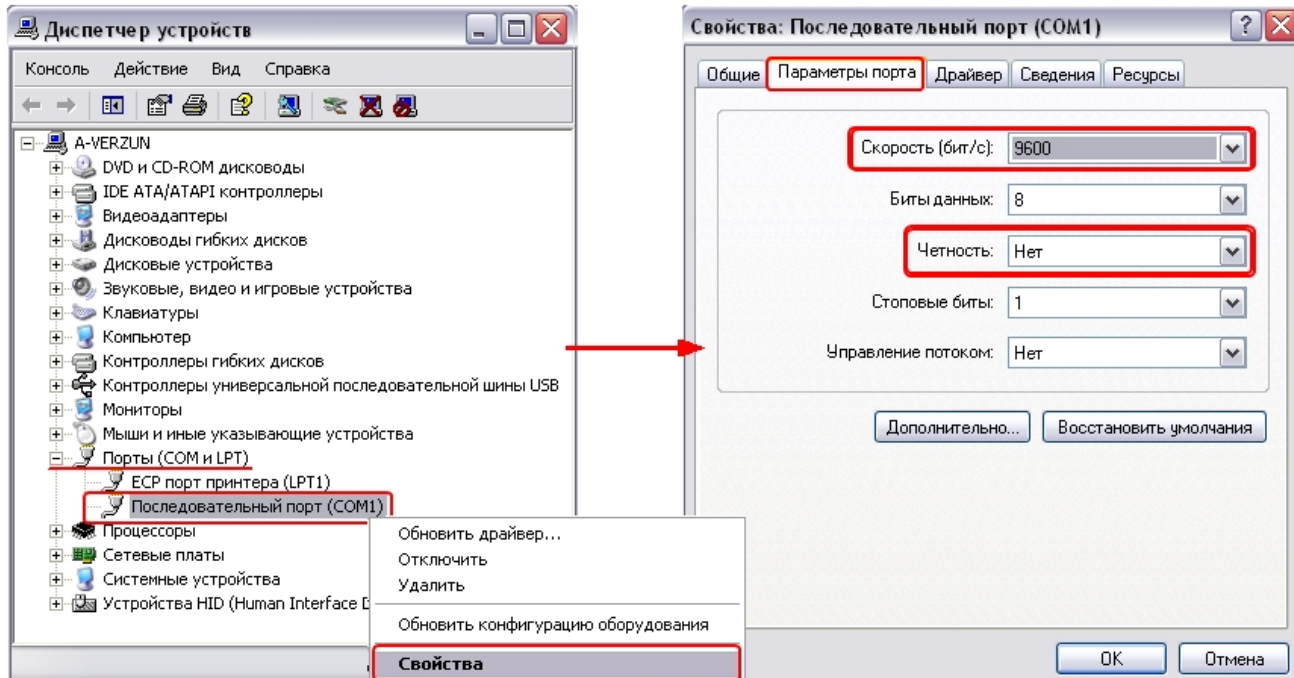 Диспетчер устройств
Консоль Действие Вид Справка
A-VERZUN
DVD и CD-ROM дисководы
IDE ATA/ATAPI контроллеры
Видеоадаптеры
Дисководы гибких дисков
Дисковые устройства
Звуковые, видео и игровые устройства
Клавиатуры
Компьютер
Контроллеры гибких дисков
Контроллеры универсальной последовательной шины USB
Мониторы
Мыши и иные указывающие устройства
Порты (COM и LPT)
ECP порт принтера (LPT1)
Последовательный порт (COM1)
Процессоры
Сетевые платы
Системные устройства
Устройства HID (Human Interface
Обновить драйвер...
Отключить
Удалить
Обновить конфигурацию оборудования
Свойства
Свойства: Последовательный порт (COM1)
Общие Параметры порта Драйвер Сведения Ресурсы
Скорость (бит/с): 9600
Биты данных: 8
Четность: Нет
Стоповые биты: 1
Управление потоком: Нет
Дополнительно... Восстановить умолчания
ОК Отмена